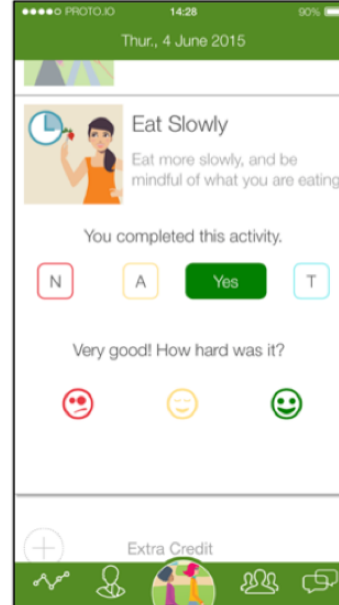 PROTO.IO 14:28 90%
Thur., 4 June 2015
Eat Slowly
Eat more slowly, and be
mindful of what you are eating
You completed this activity.
N A Yes T
Very good! How hard was it?
Extra Credit